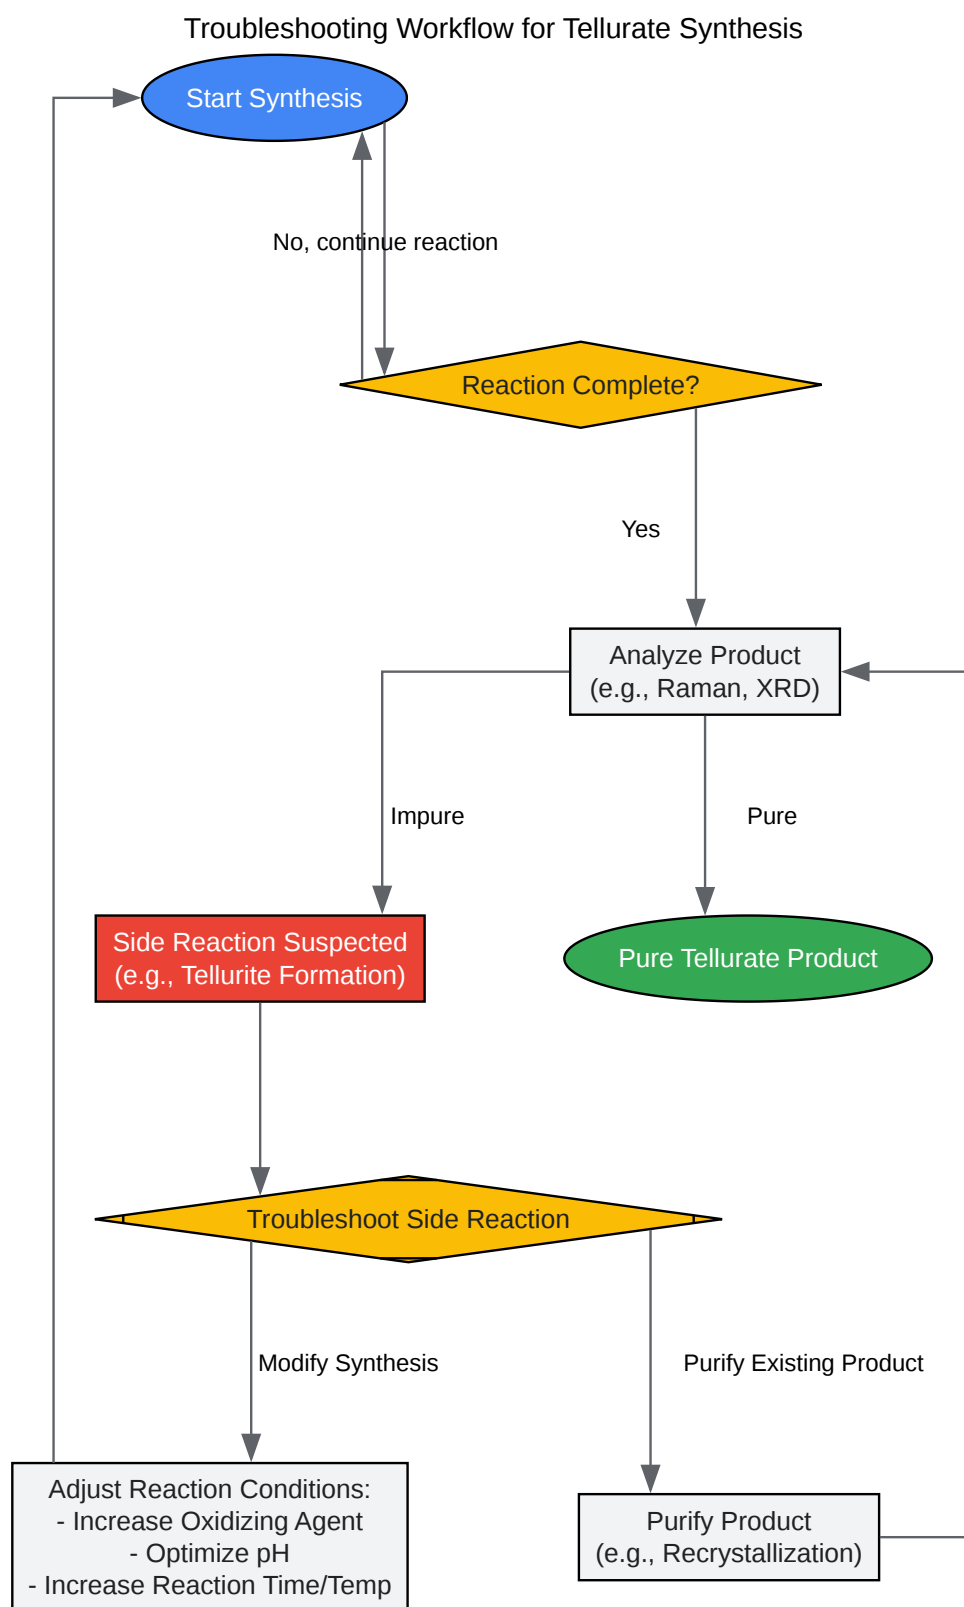 Troubleshooting Workflow for Tellurate Synthesis
Start Synthesis
No, continue reaction
Reaction Complete?
Yes
Analyze Product
(e.g., Raman, XRD)
Impure
Pure
Side Reaction Suspected
(e.g., Tellurite Formation)
Pure Tellurate Product
Troubleshoot Side Reaction
Modify Synthesis
Purify Existing Product
Adjust Reaction Conditions:
- Increase Oxidizing Agent
- Optimize pH
- Increase Reaction Time/Temp
Purify Product
(e.g., Recrystallization)